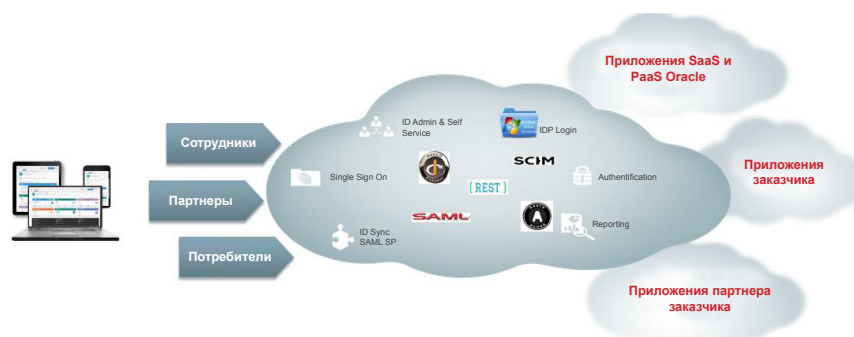 Приложения SaaS и
PaaS Oracle
Сотрудники
ID Admin & Self
Service
IDP Login
SCIM
Single Sign On
{REST}
Authentification
Приложения
заказчика
Партнеры
SAML
A
Reporting
ID Sync
SAML SP
Потребители
Приложения партнера
заказчика